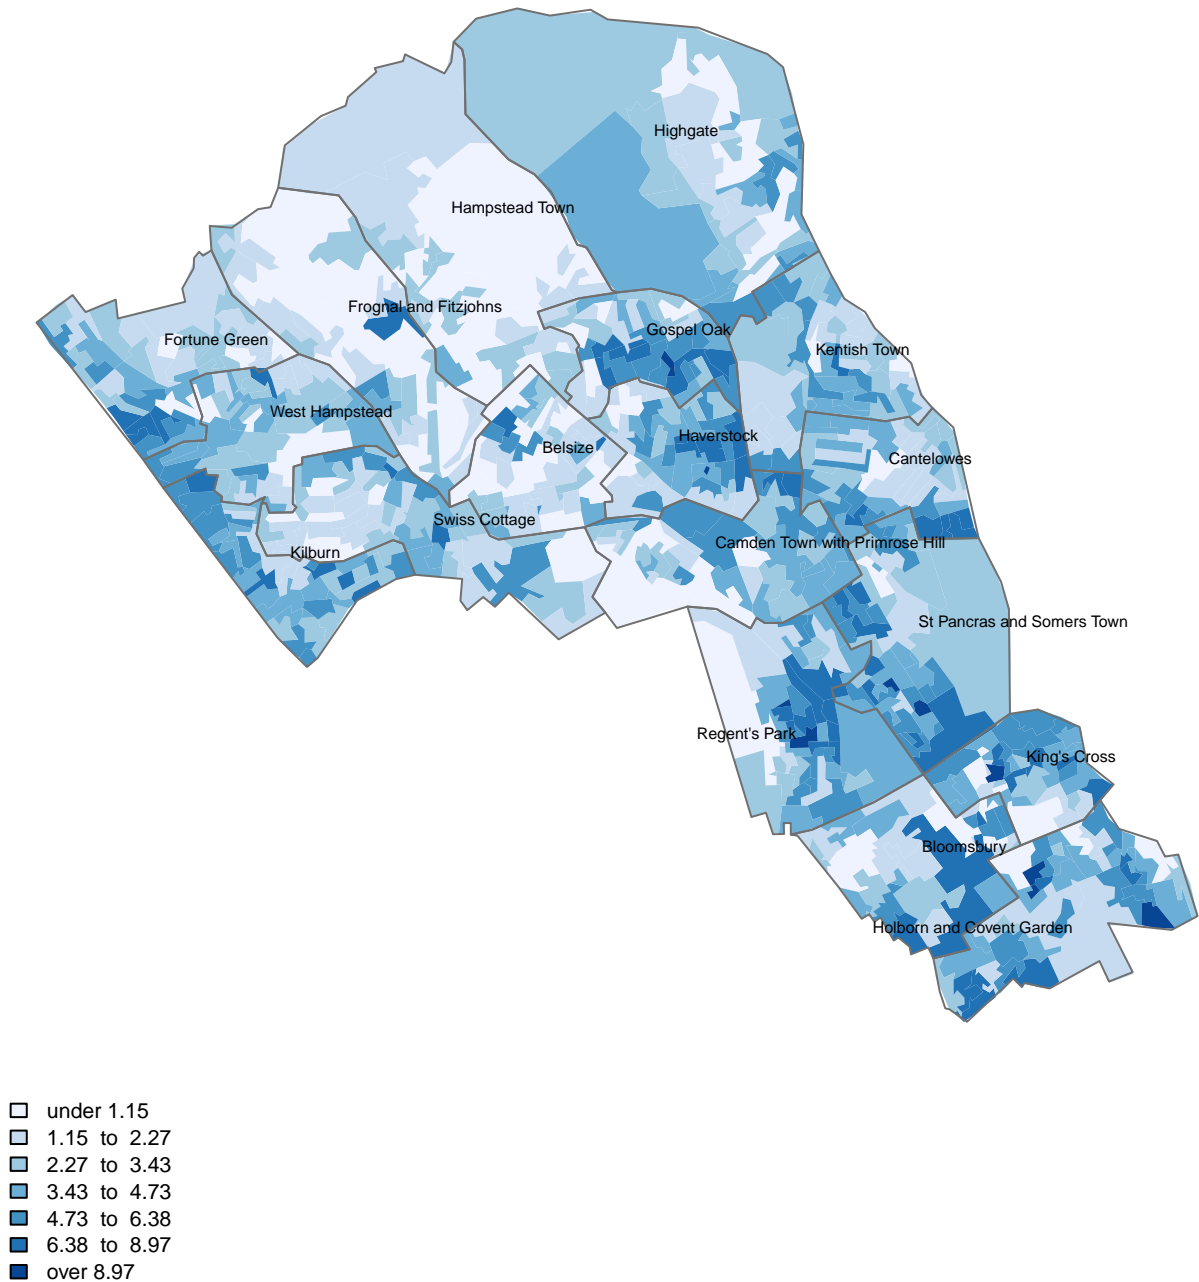 Highgate
Hampstead Town
Frognal and Fitzjohns
Gospel Oak
Fortune Green
Kentish Town
West Hampstead
Haverstock
Belsize
Cantelowes
Swiss Cottage
Camden Town with Primrose Hill
Kilburn
St Pancras and Somers Town
Regent's Park
King's Cross
Bloomsbury
Holborn and Covent Garden
under 1.15
1.15 to 2.27
2.27 to 3.43
3.43 to 4.73
4.73 to 6.38
6.38 to 8.97
over 8.97